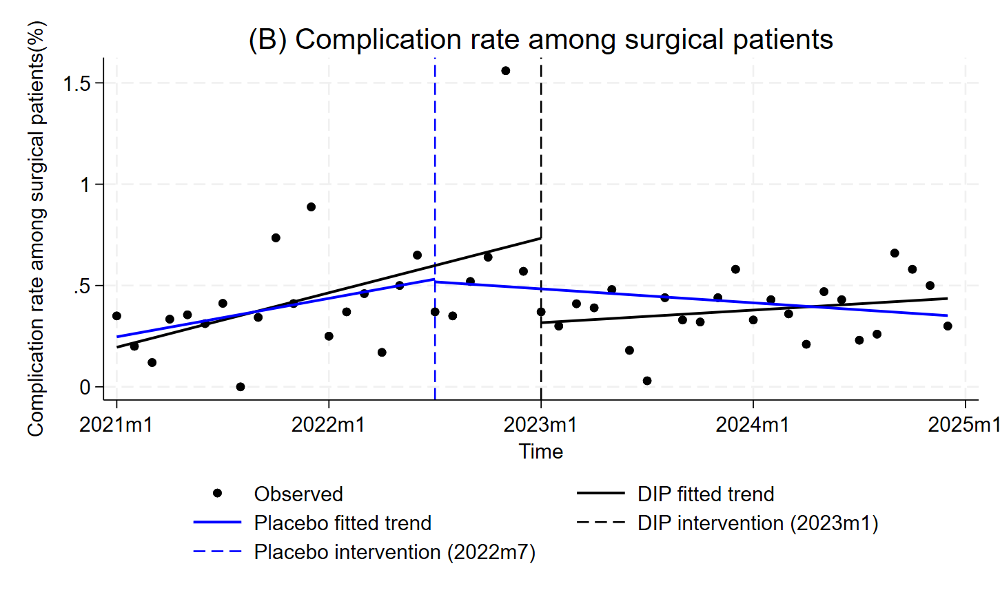 (B) Complication rate among surgical patients
Complication rate among surgical patients(%)
1.5
1
.5
0
2021m1
2022m1
2023m1
2024m1
2025m1
Time
Observed
DIP fitted trend
Placebo fitted trend
DIP intervention (2023m1)
Placebo intervention (2022m7)